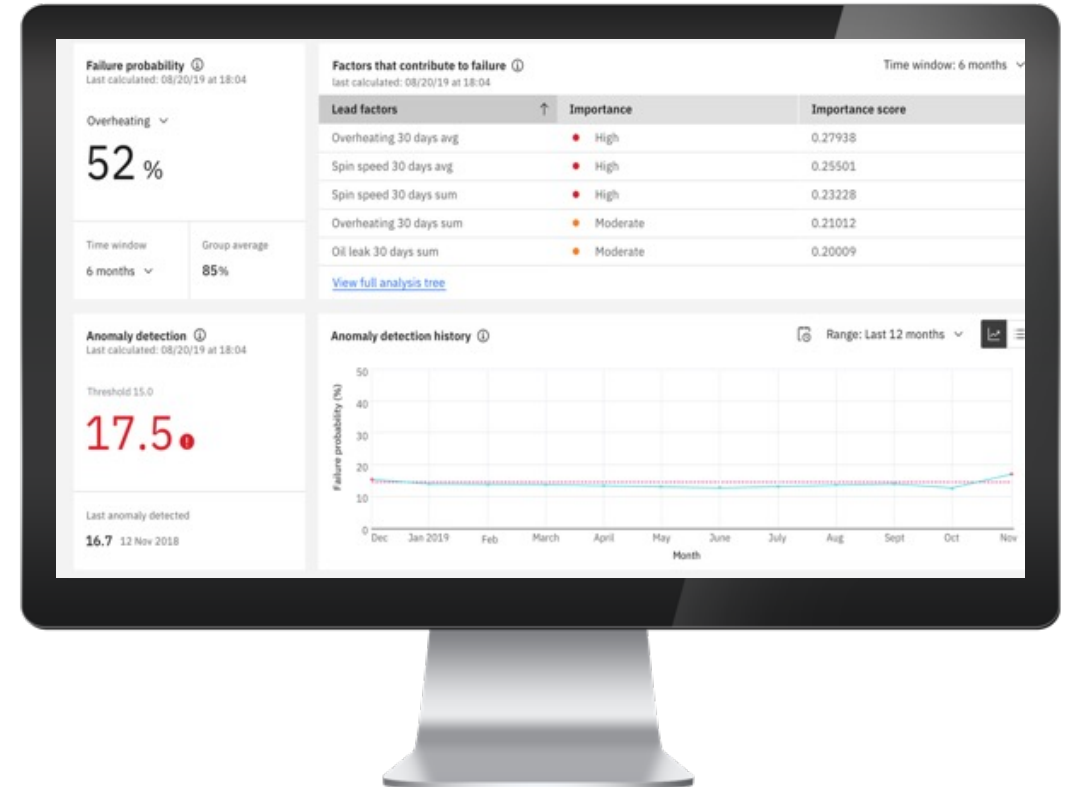 Failure probability
Last calculated: 08/20/19 at 18:04
Overheating
52 %
Time window
6 months
Group average
85%
Factors that contribute to failure
last calculated: 08/20/19 at 18:04
Time window: 6 months
Lead factors ↑ Importance Importance score
Overheating 30 days avg High 0.27938
Spin speed 30 days avg High 0.25501
Spin speed 30 days sum High 0.23228
Overheating 30 days sum Moderate 0.21012
Oil leak 30 days sum Moderate 0.20009
View full analysis tree
Anomaly detection
Last calculated: 08/20/19 at 18:04
Threshold 15.0
17.5
Last anomaly detected
16.7 12 Nov 2018
Anomaly detection history
Range: Last 12 months
Failure probability (%)
50
40
30
20
10
0
Dec Jan 2019 Feb March April May June July Aug Sept Oct Nov
Month